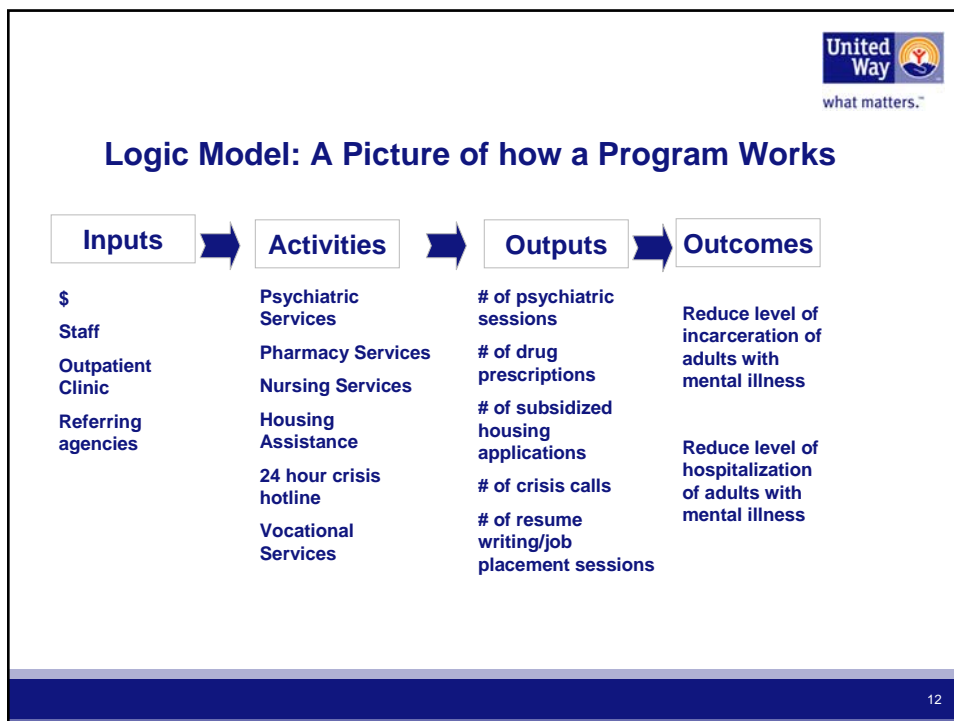 United
Way
what matters.™
Logic Model: A Picture of how a Program Works
Inputs
Activities
Outputs
Outcomes
$
Staff
Outpatient
Clinic
Referring
agencies
Psychiatric
Services
Pharmacy Services
Nursing Services
Housing
Assistance
24 hour crisis
hotline
Vocational
Services
# of psychiatric
sessions
# of drug
prescriptions
# of subsidized
housing
applications
# of crisis calls
# of resume
writing/job
placement sessions
Reduce level of
incarceration of
adults with
mental illness
Reduce level of
hospitalization
of adults with
mental illness
12